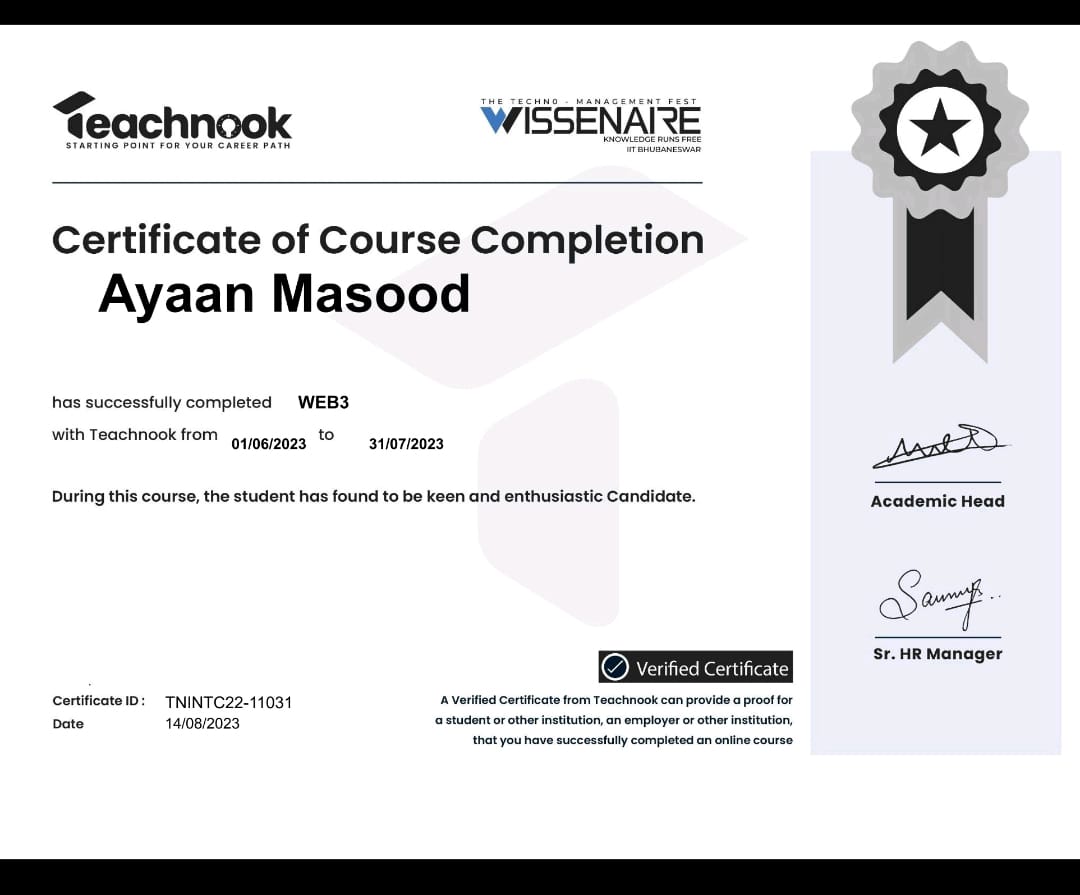 Teachnook
STARTING POINT FOR YOUR CAREER PATH
THE TECHNO - MANAGEMENT FEST
WISSENAIRE
KNOWLEDGE RUNS FREE
IIT BHUBANESWAR
Certificate of Course Completion
Ayaan Masood
has successfully completed WEB3
with Teachnook from 01/06/2023 to 31/07/2023
During this course, the student has found to be keen and enthusiastic Candidate.
Academic Head
Sr. HR Manager
Verified Certificate
A Verified Certificate from Teachnook can provide a proof for
a student or other institution, an employer or other institution,
that you have successfully completed an online course
Certificate ID : TNINTC22-11031
Date 14/08/2023